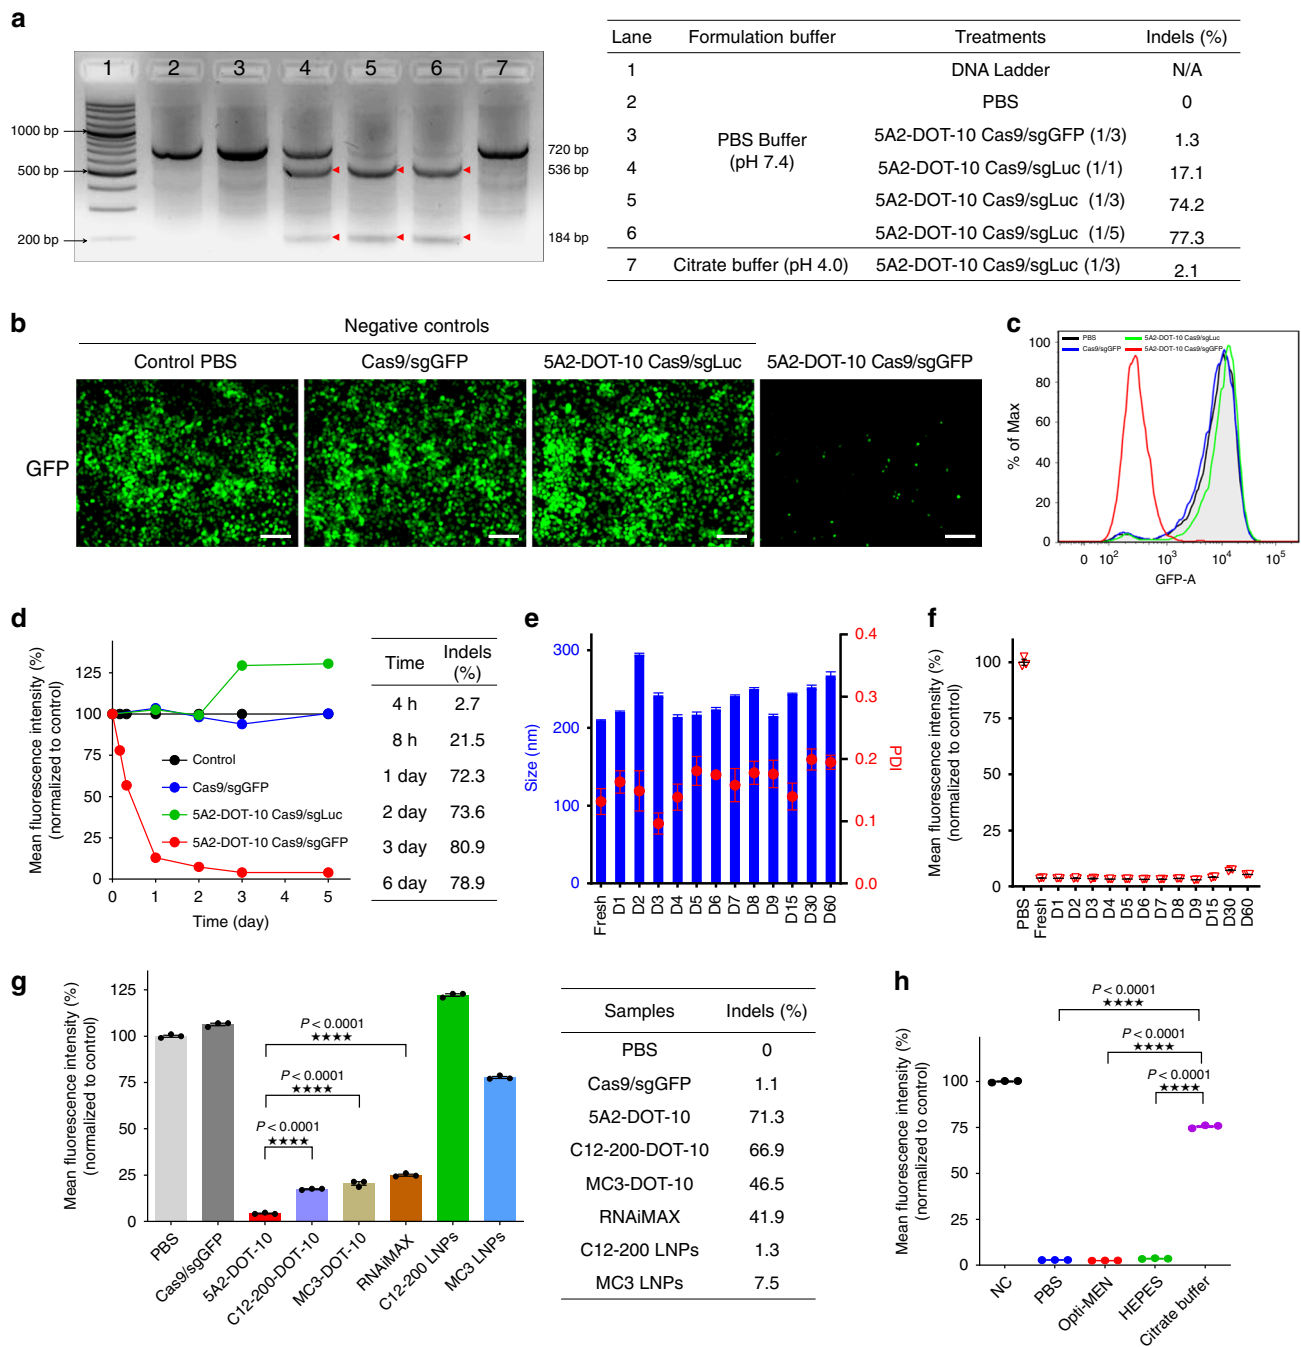 a
1 2 3 4 5 6 7
1000 bp
500 bp
200 bp
720 bp
536 bp
184 bp
Lane Formulation buffer Treatments Indels (%)
1 DNA Ladder N/A
2 PBS 0
3 5A2-DOT-10 Cas9/sgGFP (1/3) 1.3
PBS Buffer
(pH 7.4)
4 5A2-DOT-10 Cas9/sgLuc (1/1) 17.1
5 5A2-DOT-10 Cas9/sgLuc (1/3) 74.2
6 5A2-DOT-10 Cas9/sgLuc (1/5) 77.3
7 Citrate buffer (pH 4.0) 5A2-DOT-10 Cas9/sgLuc (1/3) 2.1
b
Negative controls
Control PBS Cas9/sgGFP 5A2-DOT-10 Cas9/sgLuc 5A2-DOT-10 Cas9/sgGFP
GFP
c
PBS 5A2-DOT-10 Cas9/sgLuc
Cas9/sgGFP 5A2-DOT-10 Cas9/sgGFP
% of Max
100
80
60
40
20
0
0 10² 10³ 10⁴ 10⁵
GFP-A
d
Mean fluorescence intensity (%)
(normalized to control)
125
100
75
50
25
0
Control
Cas9/sgGFP
5A2-DOT-10 Cas9/sgLuc
5A2-DOT-10 Cas9/sgGFP
0 1 2 3 4 5
Time (day)
Time Indels
(%)
4 h 2.7
8 h 21.5
1 day 72.3
2 day 73.6
3 day 80.9
6 day 78.9
e
Size (nm)
300
200
100
0
PDI
0.4
0.3
0.2
0.1
0.0
Fresh D1 D2 D3 D4 D5 D6 D7 D8 D9 D15 D30 D60
f
Mean fluorescence intensity (%)
(normalized to control)
100
75
50
25
0
PBS Fresh D1 D2 D3 D4 D5 D6 D7 D8 D9 D15 D30 D60
g
Mean fluorescence intensity (%)
(normalized to control)
125
100
75
50
25
0
P < 0.0001
★★★★
P < 0.0001
★★★★
P < 0.0001
★★★★
PBS Cas9/sgGFP 5A2-DOT-10 C12-200-DOT-10 MC3-DOT-10 RNAiMAX C12-200 LNPs MC3 LNPs
Samples Indels (%)
PBS 0
Cas9/sgGFP 1.1
5A2-DOT-10 71.3
C12-200-DOT-10 66.9
MC3-DOT-10 46.5
RNAiMAX 41.9
C12-200 LNPs 1.3
MC3 LNPs 7.5
h
Mean fluorescence intensity (%)
(normalized to control)
100
75
50
25
0
P < 0.0001
★★★★
P < 0.0001
★★★★
P < 0.0001
★★★★
NC PBS Opti-MEN HEPES Citrate buffer